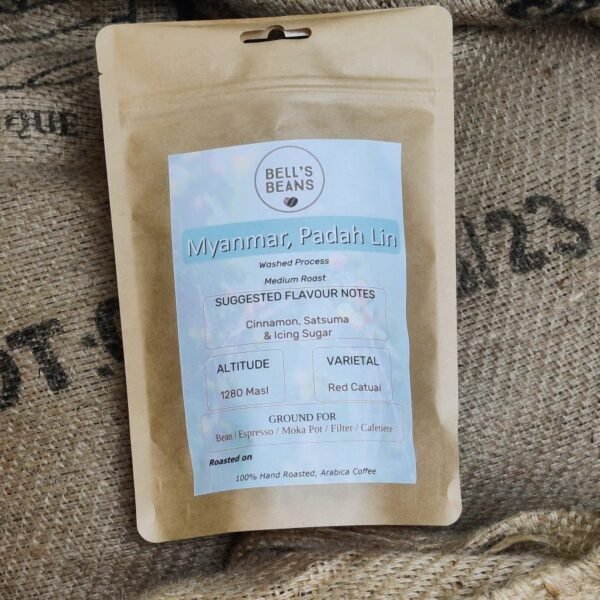 BELL'S
BEANS
Myanmar, Padah Lin
Washed Process
Medium Roast
SUGGESTED FLAVOUR NOTES
Cinnamon, Satsuma
& Icing Sugar
ALTITUDE
1280 Masl
VARIETAL
Red Catuai
GROUND FOR
Bean / Espresso / Moka Pot / Filter / Cafetiere
Roasted on
100% Hand Roasted, Arabica Coffee
QUE
/23
OT: